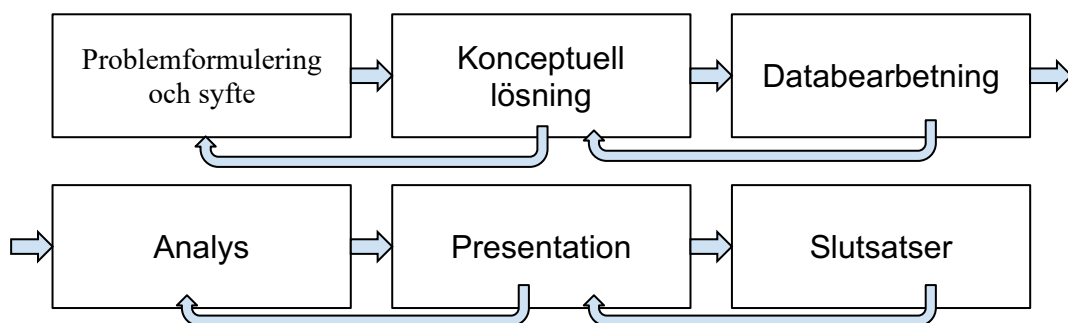 Problemformulering
och syfte
Konceptuell
lösning
Databearbetning
Analys
Presentation
Slutsatser